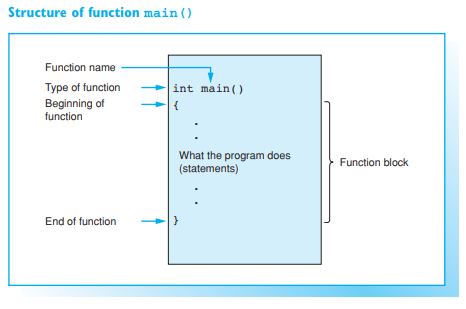 Structure of function main()
Function name
Type of function
int main()
Beginning of
function
{
.
.
What the program does
(statements)
Function block
.
.
End of function
}